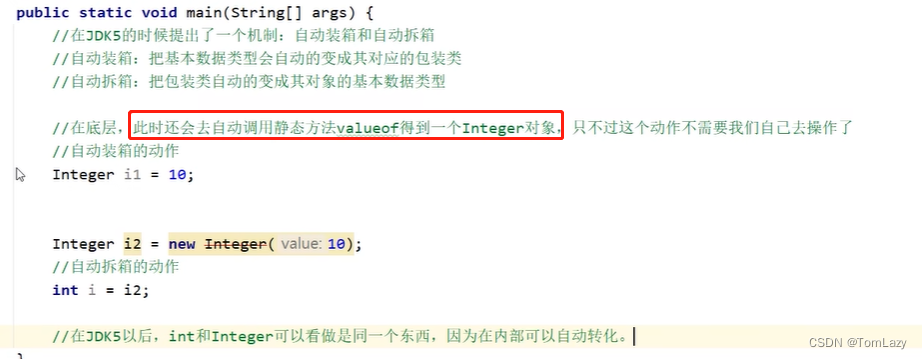 public static void main(String[] args) {
//在JDK5的时候提出了一个机制：自动装箱和自动拆箱
//自动装箱：把基本数据类型会自动的变成其对应的包装类
//自动拆箱：把包装类自动的变成其对象的基本数据类型
//在底层，此时还会去自动调用静态方法valueof得到一个Integer对象，只不过这个动作不需要我们自己去操作了
//自动装箱的动作
Integer i1 = 10;
Integer i2 = new Integer( value: 10);
//自动拆箱的动作
int i = i2;
//在JDK5以后，int和Integer可以看做是同一个东西，因为在内部可以自动转化。
CSDN @TomLazy
}